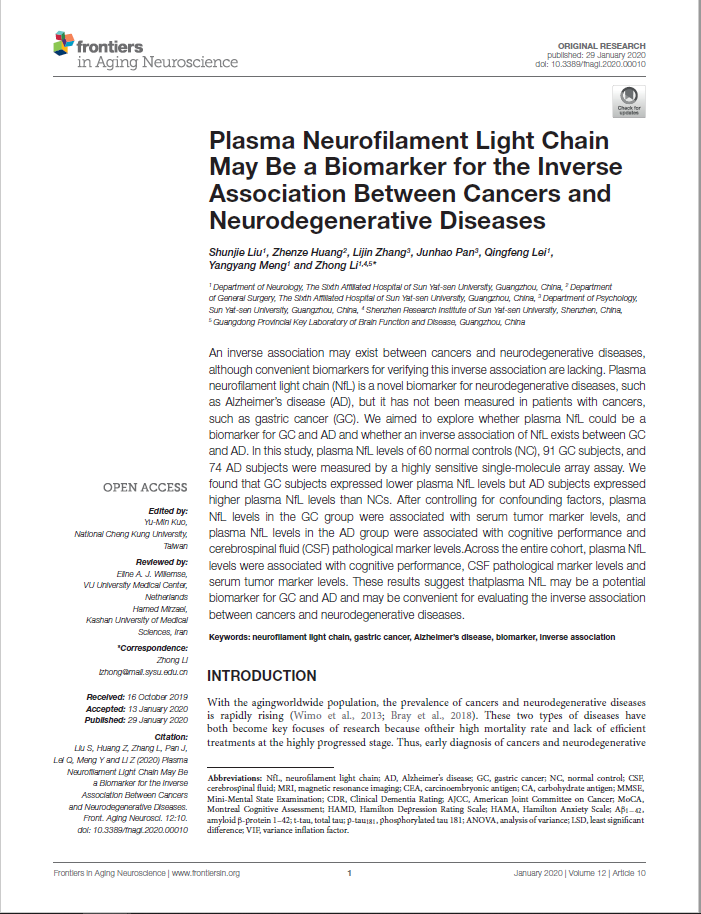 frontiers
in Aging Neuroscience
ORIGINAL RESEARCH
published: 29 January 2020
doi: 10.3389/fnagi.2020.00010
Check for
updates
Plasma Neurofilament Light Chain
May Be a Biomarker for the Inverse
Association Between Cancers and
Neurodegenerative Diseases
Shunjie Liu¹, Zhenze Huang², Lijin Zhang³, Junhao Pan³, Qingfeng Lei¹,
Yangyang Meng¹ and Zhong Li¹,⁴,⁵*
¹ Department of Neurology, The Sixth Affiliated Hospital of Sun Yat-sen University, Guangzhou, China, ² Department
of General Surgery, The Sixth Affiliated Hospital of Sun Yat-sen University, Guangzhou, China, ³ Department of Psychology,
Sun Yat-sen University, Guangzhou, China, ⁴ Shenzhen Research Institute of Sun Yat-sen University, Shenzhen, China,
⁵ Guangdong Provincial Key Laboratory of Brain Function and Disease, Guangzhou, China
An inverse association may exist between cancers and neurodegenerative diseases,
although convenient biomarkers for verifying this inverse association are lacking. Plasma
neurofilament light chain (NfL) is a novel biomarker for neurodegenerative diseases, such
as Alzheimer's disease (AD), but it has not been measured in patients with cancers,
such as gastric cancer (GC). We aimed to explore whether plasma NfL could be a
biomarker for GC and AD and whether an inverse association of NfL exists between GC
and AD. In this study, plasma NfL levels of 60 normal controls (NC), 91 GC subjects, and
74 AD subjects were measured by a highly sensitive single-molecule array assay. We
found that GC subjects expressed lower plasma NfL levels but AD subjects expressed
higher plasma NfL levels than NCs. After controlling for confounding factors, plasma
NfL levels in the GC group were associated with serum tumor marker levels, and
plasma NfL levels in the AD group were associated with cognitive performance and
cerebrospinal fluid (CSF) pathological marker levels.Across the entire cohort, plasma NfL
levels were associated with cognitive performance, CSF pathological marker levels and
serum tumor marker levels. These results suggest thatplasma NfL may be a potential
biomarker for GC and AD and may be convenient for evaluating the inverse association
between cancers and neurodegenerative diseases.
Keywords: neurofilament light chain, gastric cancer, Alzheimer's disease, biomarker, inverse association
OPEN ACCESS
Edited by:
Yu-Min Kuo,
National Cheng Kung University,
Taiwan
Reviewed by:
Eline A. J. Willemse,
VU University Medical Center,
Netherlands
Hamed Mirzaei,
Kashan University of Medical
Sciences, Iran
*Correspondence:
Zhong Li
lzhong@mail.sysu.edu.cn
Received: 16 October 2019
Accepted: 13 January 2020
Published: 29 January 2020
Citation:
Liu S, Huang Z, Zhang L, Pan J,
Lei Q, Meng Y and Li Z (2020) Plasma
Neurofilament Light Chain May Be
a Biomarker for the Inverse
Association Between Cancers
and Neurodegenerative Diseases.
Front. Aging Neurosci. 12:10.
doi: 10.3389/fnagi.2020.00010
INTRODUCTION
With the agingworldwide population, the prevalence of cancers and neurodegenerative diseases
is rapidly rising (Wimo et al., 2013; Bray et al., 2018). These two types of diseases have
both become key focuses of research because oftheir high mortality rate and lack of efficient
treatments at the highly progressed stage. Thus, early diagnosis of cancers and neurodegenerative
Abbreviations: NfL, neurofilament light chain; AD, Alzheimer's disease; GC, gastric cancer; NC, normal control; CSF,
cerebrospinal fluid; MRI, magnetic resonance imaging; CEA, carcinoembryonic antigen; CA, carbohydrate antigen; MMSE,
Mini-Mental State Examination; CDR, Clinical Dementia Rating; AJCC, American Joint Committee on Cancer; MoCA,
Montreal Cognitive Assessment; HAMD, Hamilton Depression Rating Scale; HAMA, Hamilton Anxiety Scale; Aβ₁₋₄₂,
amyloid β-protein 1–42; t-tau, total tau; p-tau₁₈₁, phosphorylated tau 181; ANOVA, analysis of variance; LSD, least significant
difference; VIF, variance inflation factor.
Frontiers in Aging Neuroscience | www.frontiersin.org
1
January 2020 | Volume 12 | Article 10